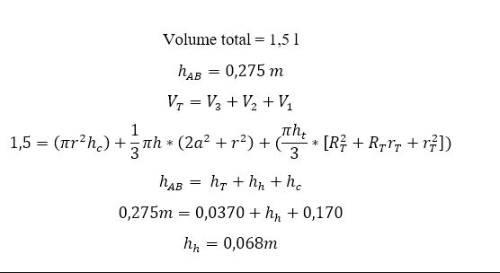 Volume total = 1,5 l
h_AB = 0,275 m
V_T = V_3 + V_2 + V_1
1,5 = (πr²h_c) + 1/3 πh * (2a² + r²) + (πh_t/3 * [R_T² + R_T r_T + r_T²])
h_AB = h_T + h_h + h_c
0,275m = 0,0370 + h_h + 0,170
h_h = 0,068m